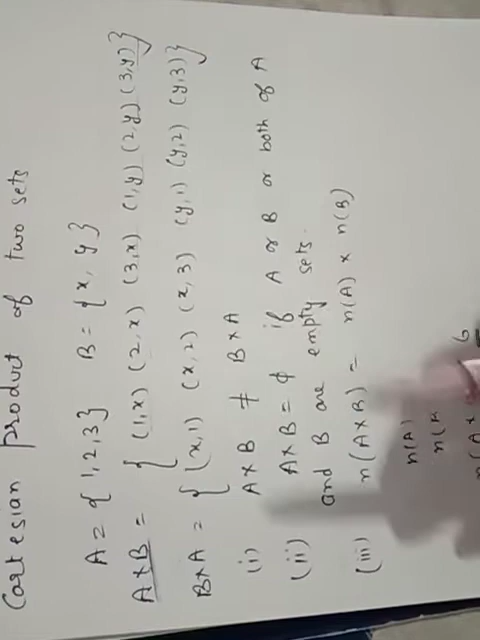 Cartesian product of two sets
A = {1,2,3} B = {x, y}
A×B = { (1,x) (2,x) (3,x) (1,y) (2,y) (3,y)}
B×A = { (x,1) (x,2) (x,3) (y,1) (y,2) (y,3)}
(i) A×B ≠ B×A
(ii) A×B = ϕ if A or B or both of A
and B are empty sets.
(iii) n(A×B) = n(A) × n(B)
n(A)
n(
n(A × 6